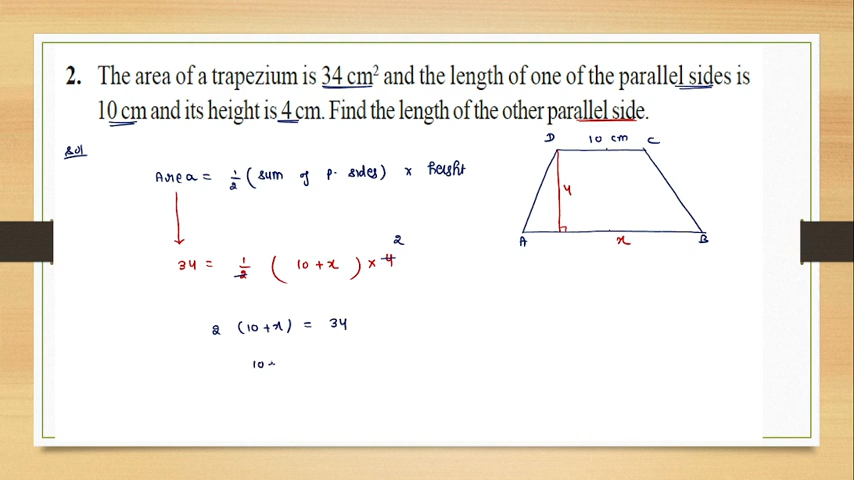 2. The area of a trapezium is 34 cm² and the length of one of the parallel sides is
10 cm and its height is 4 cm. Find the length of the other parallel side.
Sol
Area = 1/2 (sum of p. sides) x height
D 10 cm C
4
A x B
34 = 1/2 (10 + x) x 4 2
2 (10 + x) = 34
10 +